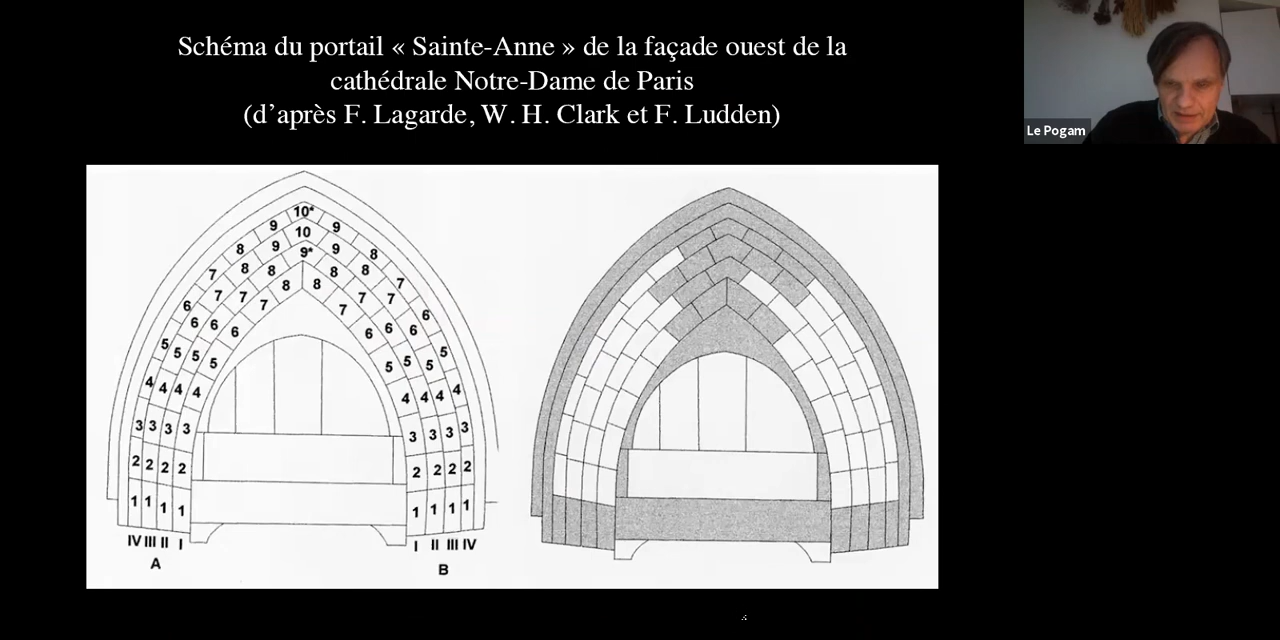 Schéma du portail « Sainte-Anne » de la façade ouest de la
cathédrale Notre-Dame de Paris
(d’après F. Lagarde, W. H. Clark et F. Ludden)
Le Pogam
10*
9 9
10
8 9 9 8
9*
7 8 8 8 8 7
8 8
6 7 7 7 7 7 7 6
6 6 6 6 6 6
5 5 5 5 5 5 5 5
4 4 4 4 4 4 4 4
3 3 3 3 3 3 3 3
2 2 2 2 2 2 2 2
1 1 1 1 1 1 1 1
IV III II I I II III IV
A B